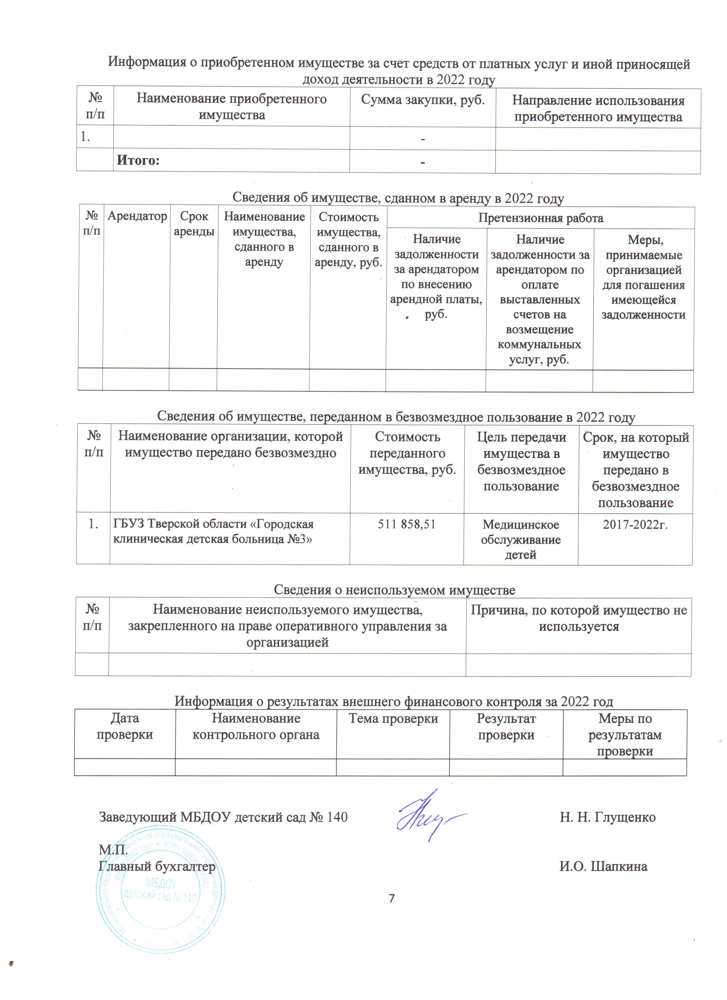 Информация о приобретенном имуществе за счет средств от платных услуг и иной приносящей
доход деятельности в 2022 году
№ п/п
Наименование приобретенного имущества
Сумма закупки, руб.
Направление использования приобретенного имущества
1.
-
Итого:
-
Сведения об имуществе, сданном в аренду в 2022 году
№ п/п
Арендатор
Срок аренды
Наименование имущества, сданного в аренду
Стоимость имущества, сданного в аренду, руб.
Претензионная работа
Наличие задолженности за арендатором по внесению арендной платы, руб.
Наличие задолженности за арендатором по оплате выставленных счетов на возмещение коммунальных услуг, руб.
Меры, принимаемые организацией для погашения имеющейся задолженности
Сведения об имуществе, переданном в безвозмездное пользование в 2022 году
№ п/п
Наименование организации, которой имущество передано безвозмездно
Стоимость переданного имущества, руб.
Цель передачи имущества в безвозмездное пользование
Срок, на который имущество передано в безвозмездное пользование
1.
ГБУЗ Тверской области «Городская клиническая детская больница №3»
511 858,51
Медицинское обслуживание детей
2017-2022г.
Сведения о неиспользуемом имуществе
№ п/п
Наименование неиспользуемого имущества, закрепленного на праве оперативного управления за организацией
Причина, по которой имущество не используется
Информация о результатах внешнего финансового контроля за 2022 год
Дата проверки
Наименование контрольного органа
Тема проверки
Результат проверки
Меры по результатам проверки
Заведующий МБДОУ детский сад № 140
Н. Н. Глущенко
М.П.
Главный бухгалтер
И.О. Шапкина
МБДОУ
детский сад №140
7